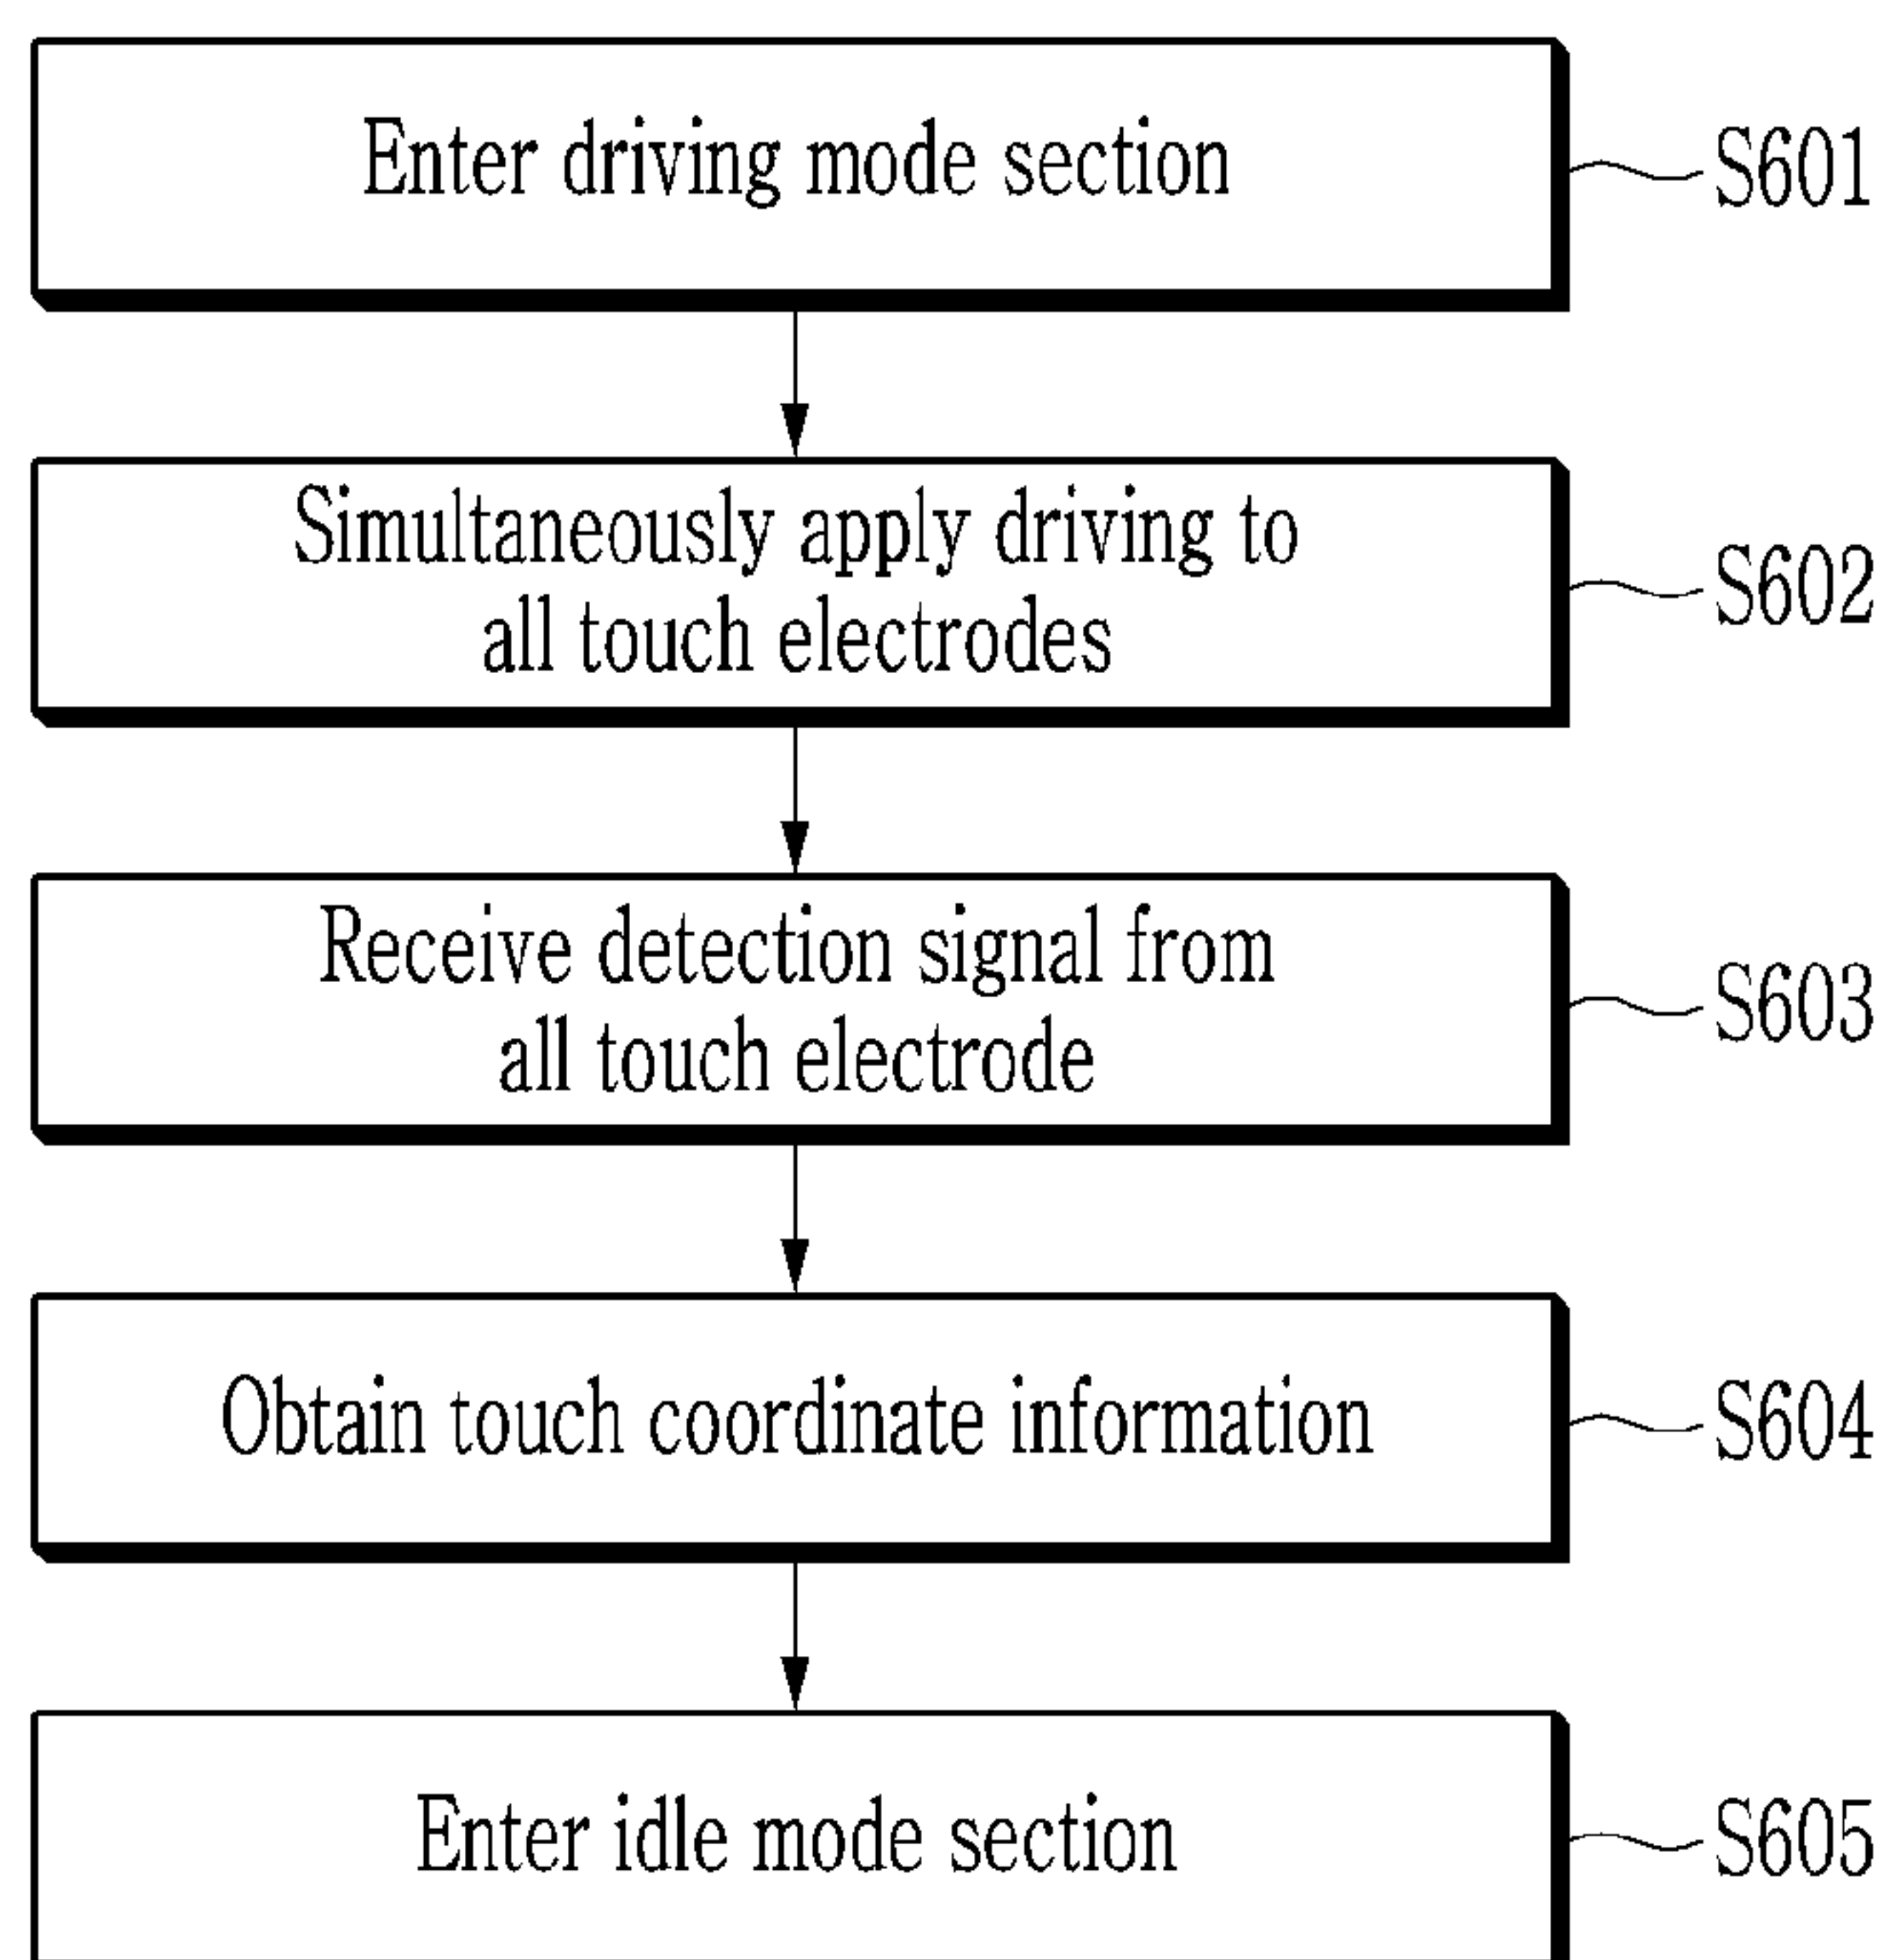 Enter driving mode section
S601
Simultaneously apply driving to
all touch electrodes
S602
Receive detection signal from
all touch electrode
S603
Obtain touch coordinate information
S604
Enter idle mode section
S605